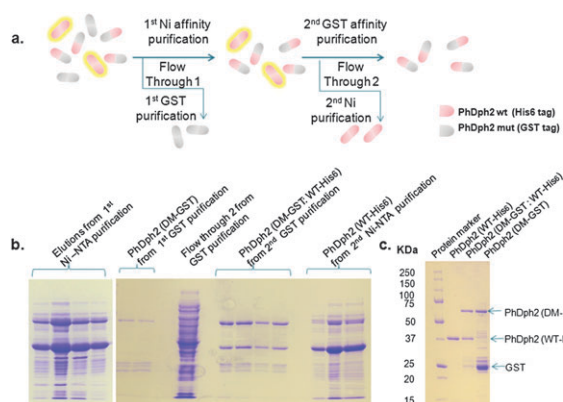 a.
1st Ni affinity
purification
Flow
Through 1
1st GST
purification
2nd GST affinity
purification
Flow
Through 2
2nd Ni
purification
PhDph2 wt (His6 tag)
PhDph2 mut (GST tag)
b.
Elutions from 1st
Ni-NTA purification
PhDph2 (DM-GST)
from 1st GST purification
Flow through 2 from
GST purification
PhDph2 (DM-GST: WT-His6)
from 2nd GST purification
PhDph2 (WT-His6)
from 2nd Ni-NTA purification
c.
Protein marker
PhDph2 (WT-His6)
PhDph2 (DM-GST: WT-His6)
PhDph2 (DM-GST)
KDa
250
150
100
75
50
37
25
20
15
PhDph2 (DM-
PhDph2 (WT-
GST